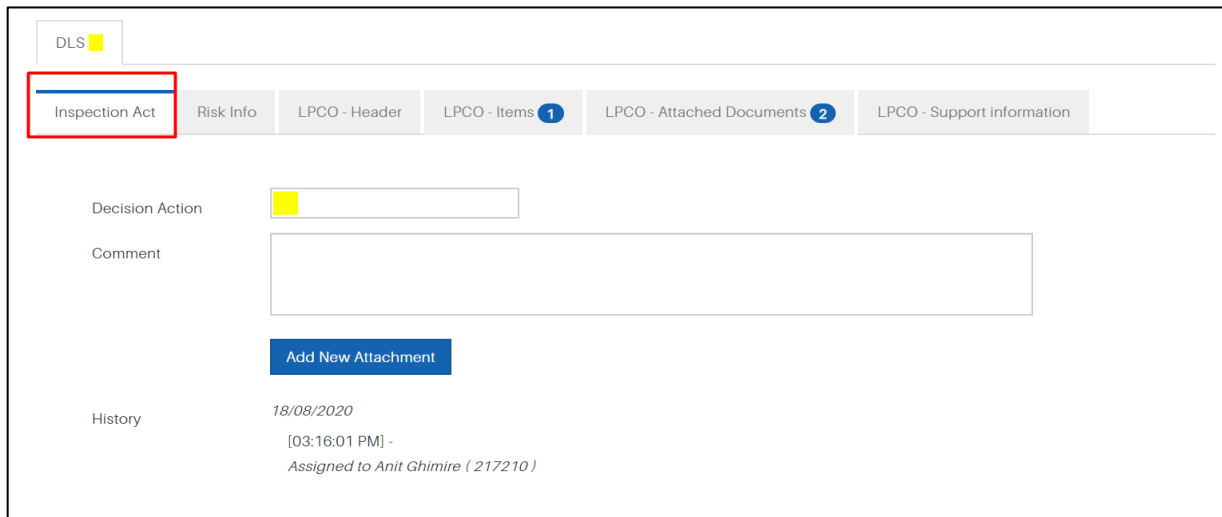 DLS
Inspection Act Risk Info LPCO - Header LPCO - Items 1 LPCO - Attached Documents 2 LPCO - Support information
Decision Action
Comment
Add New Attachment
History 18/08/2020
[03:16:01 PM] -
Assigned to Anit Ghimire ( 217210 )